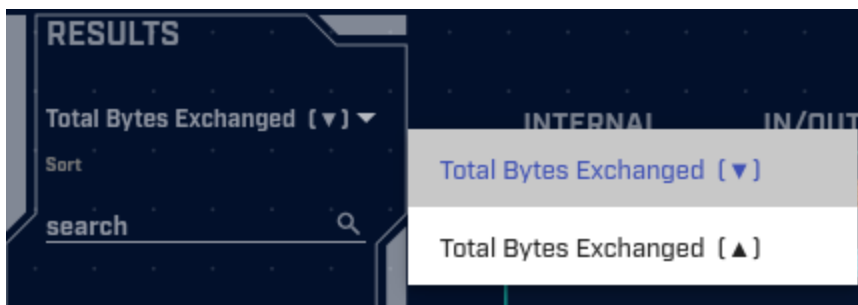 RESULTS
Total Bytes Exchanged (▼)
Sort
search
INTERNAL
IN/OUT
Total Bytes Exchanged (▼)
Total Bytes Exchanged (▲)